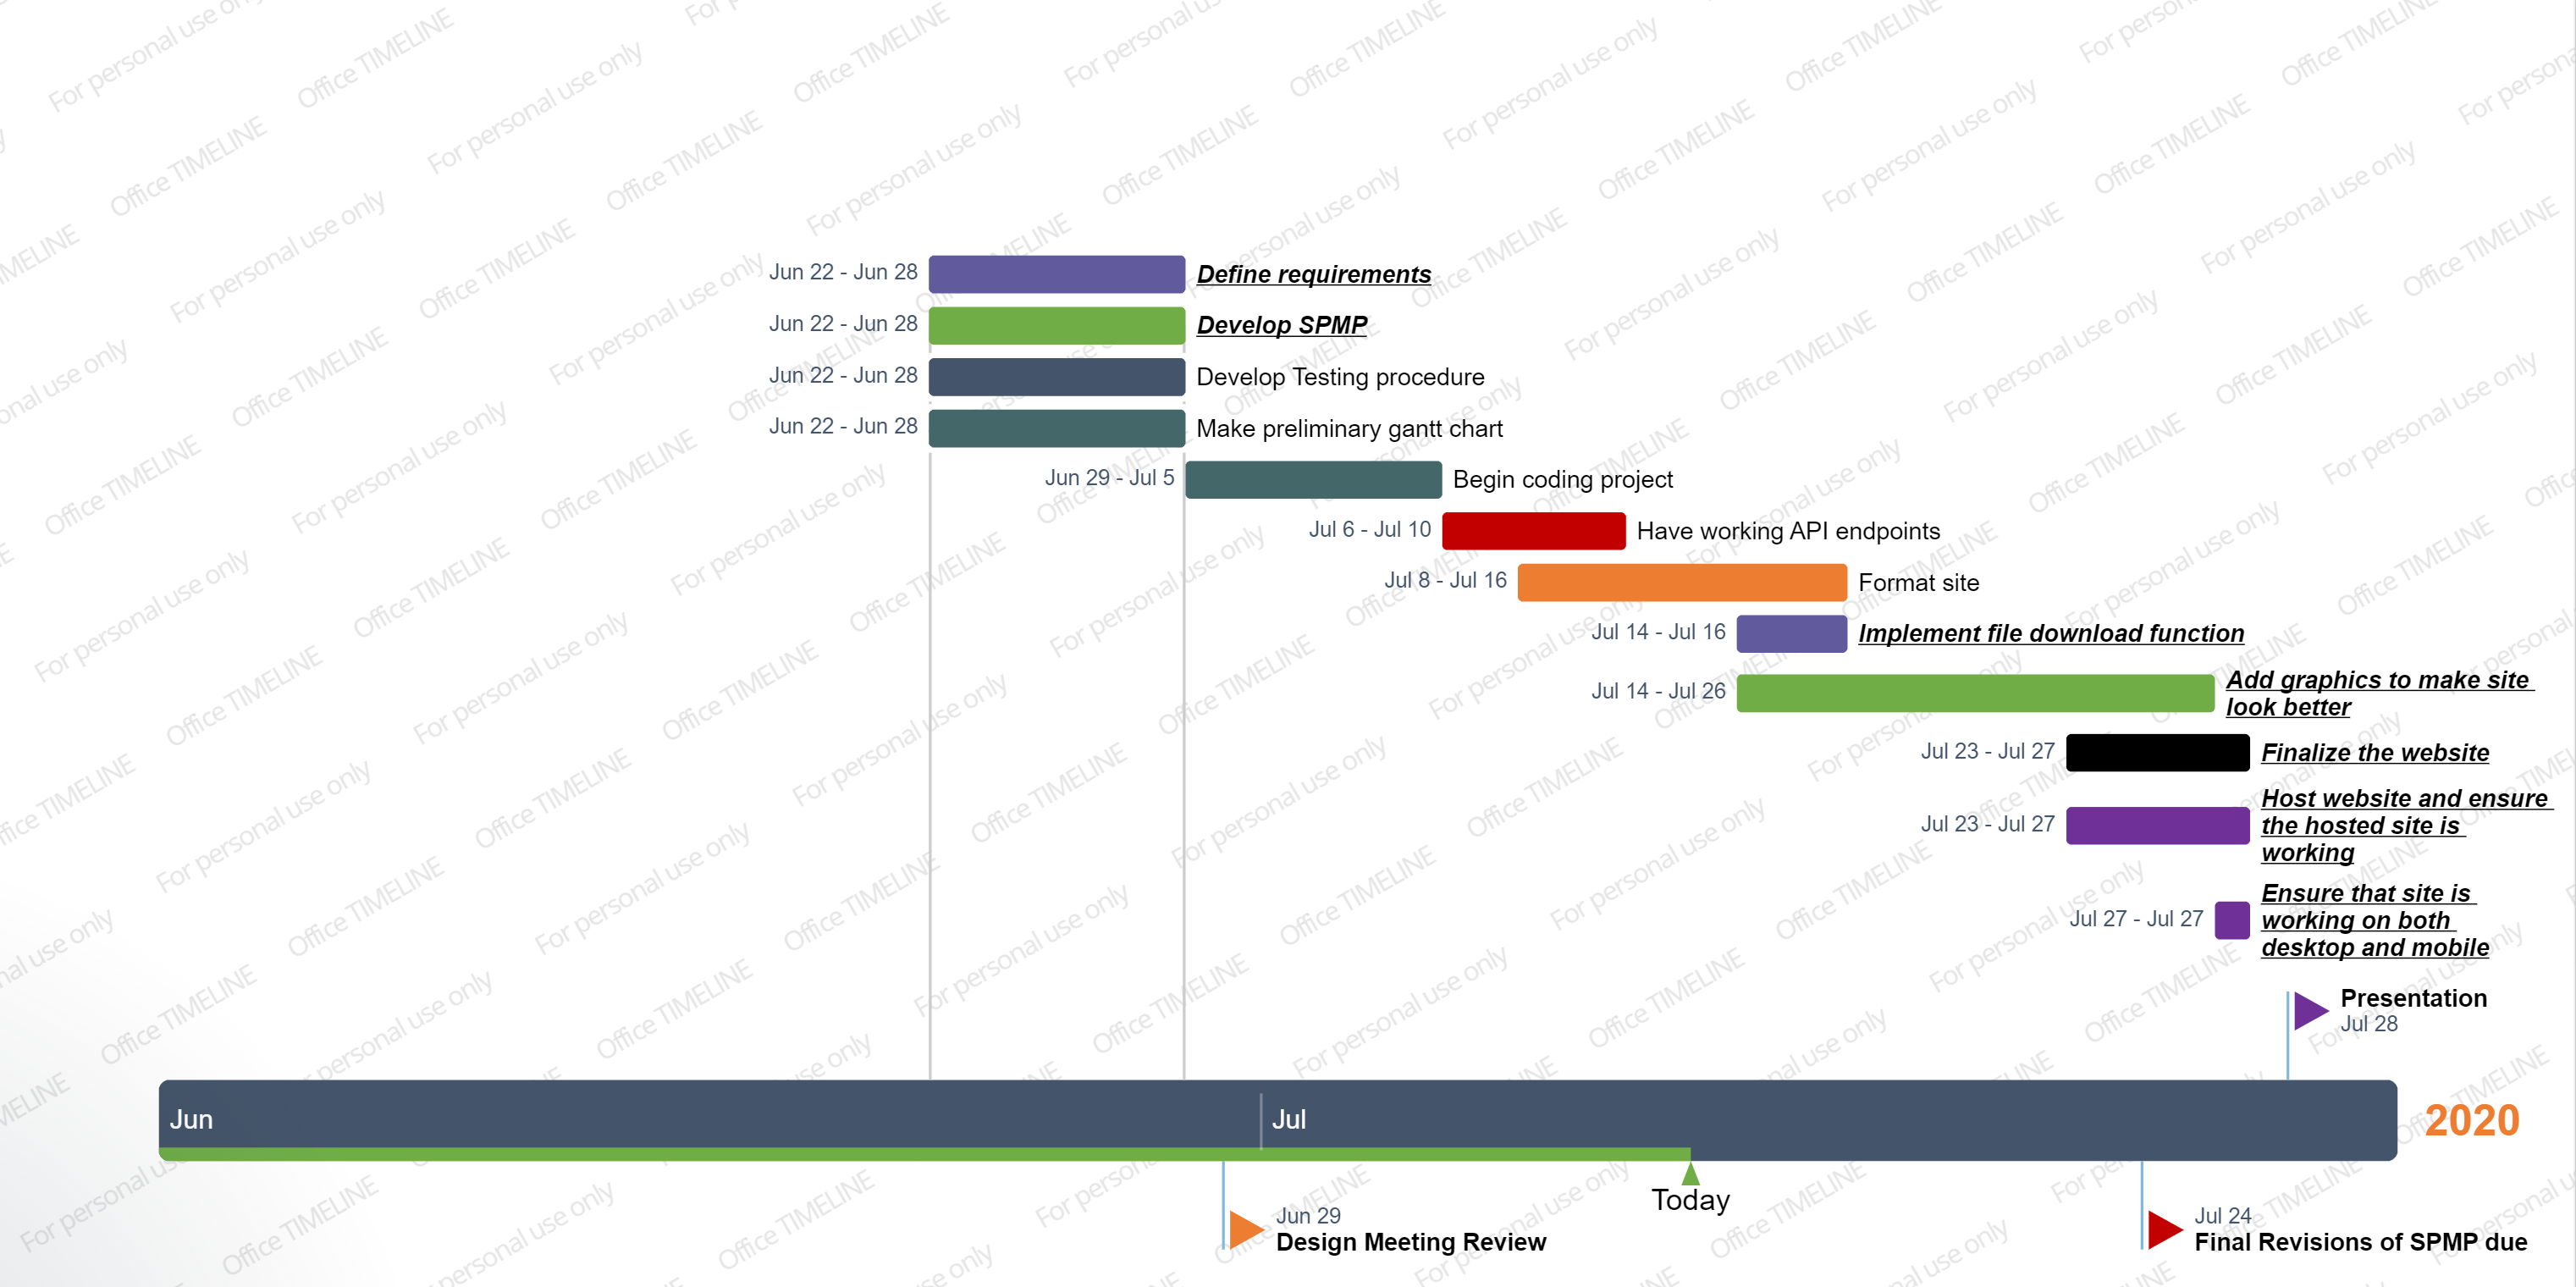 Jun 22 - Jun 28 Define requirements
Jun 22 - Jun 28 Develop SPMP
Jun 22 - Jun 28 Develop Testing procedure
Jun 22 - Jun 28 Make preliminary gantt chart
Jun 29 - Jul 5 Begin coding project
Jul 6 - Jul 10 Have working API endpoints
Jul 8 - Jul 16 Format site
Jul 14 - Jul 16 Implement file download function
Jul 14 - Jul 26 Add graphics to make site
look better
Jul 23 - Jul 27 Finalize the website
Jul 23 - Jul 27 Host website and ensure
the hosted site is
working
Jul 27 - Jul 27 Ensure that site is
working on both
desktop and mobile
Presentation
Jul 28
Jun Jul 2020
Today
Jun 29
Design Meeting Review
Jul 24
Final Revisions of SPMP due
For personal use only Office TIMELINE